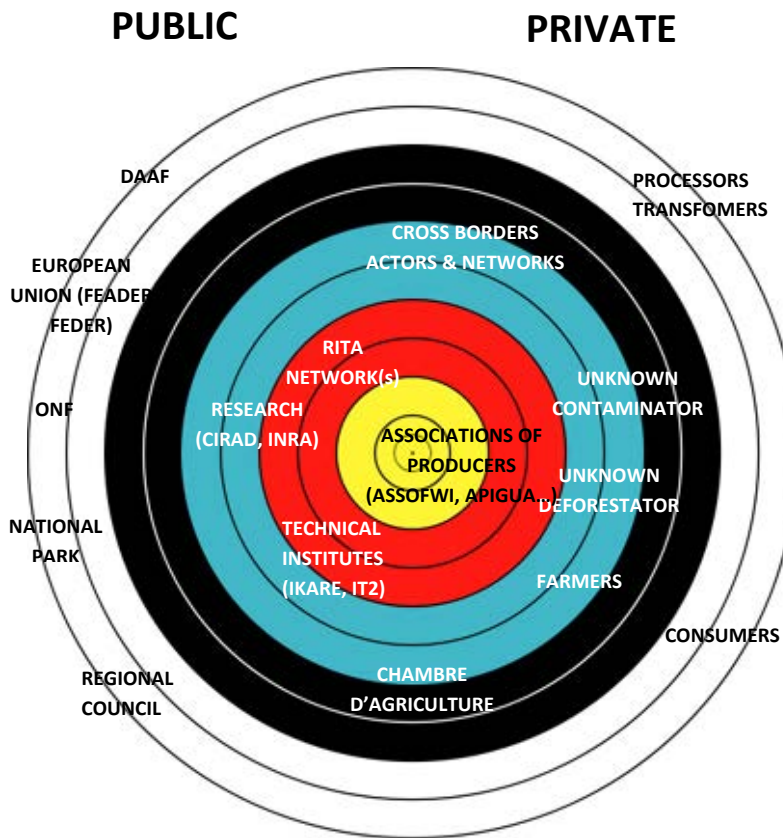 PUBLIC
PRIVATE
DAAF
PROCESSORS
TRANSFOMERS
CROSS BORDERS
ACTORS & NETWORKS
EUROPEAN
UNION (FEADER
FEDER)
RITA
NETWORK(s)
UNKNOWN
CONTAMINATOR
ONF
RESEARCH
(CIRAD, INRA)
ASSOCIATIONS OF
PRODUCERS
(ASSOFWI, APIGUA...)
UNKNOWN
DEFORESTATOR
NATIONAL
PARK
TECHNICAL
INSTITUTES
(IKARE, IT2)
FARMERS
CONSUMERS
REGIONAL
COUNCIL
CHAMBRE
D'AGRICULTURE